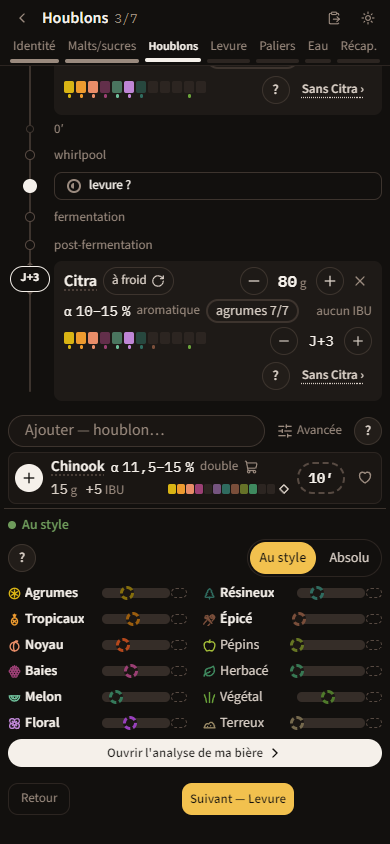 Houblons 3/7
Identité Malts/sucres Houblons Levure Paliers Eau Récap.
? Sans Citra ›
0′
whirlpool
levure ?
fermentation
post-fermentation
J+3 Citra à froid − 80 g + ×
α 10–15 % aromatique agrumes 7/7 aucun IBU
− J+3 +
? Sans Citra ›
Ajouter — houblon… Avancée ?
+ Chinook α 11,5–15 % double
15 g +5 IBU 10′
Au style
? Au style Absolu
Agrumes Résineux
Tropicaux Épicé
Noyau Pépins
Baies Herbacé
Melon Végétal
Floral Terreux
Ouvrir l'analyse de ma bière ›
Retour Suivant — Levure